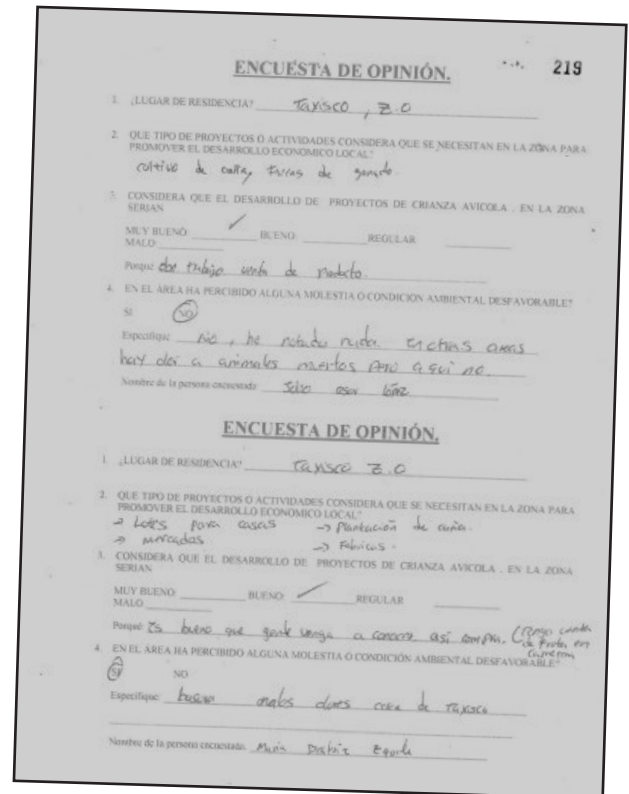 219
ENCUESTA DE OPINIÓN.
1. ¿LUGAR DE RESIDENCIA? Taxisco, Z.0
2. QUE TIPO DE PROYECTOS O ACTIVIDADES CONSIDERA QUE SE NECESITAN EN LA ZONA PARA
PROMOVER EL DESARROLLO ECONOMICO LOCAL?
cultivo de caña, fincas de ganado.
3. CONSIDERA QUE EL DESARROLLO DE PROYECTOS DE CRIANZA AVICOLA . EN LA ZONA
SERIAN
MUY BUENO: BUENO: REGULAR
MALO:
Porque trabajo venta de producto.
4. EN EL ÁREA HA PERCIBIDO ALGUNA MOLESTIA O CONDICIÓN AMBIENTAL DESFAVORABLE?
SI NO
Especifique: no, he notado nada. en otras areas
hay olor a animales muertos pero aqui no.
Nombre de la persona encuestada:
ENCUESTA DE OPINIÓN.
1. ¿LUGAR DE RESIDENCIA? Taxisco Z.0
2. QUE TIPO DE PROYECTOS O ACTIVIDADES CONSIDERA QUE SE NECESITAN EN LA ZONA PARA
PROMOVER EL DESARROLLO ECONOMICO LOCAL?
→ Lotes para casas → Plantación de caña.
→ mercados → Fabricas.
3. CONSIDERA QUE EL DESARROLLO DE PROYECTOS DE CRIANZA AVICOLA . EN LA ZONA
SERIAN
MUY BUENO: BUENO: REGULAR
MALO:
Porque: Es bueno que gente venga a conocer asi compra. (Tengo venta
de fruta en
carretera
4. EN EL ÁREA HA PERCIBIDO ALGUNA MOLESTIA O CONDICIÓN AMBIENTAL DESFAVORABLE?
SI NO
Especifique: basura malos olores cerca de Taxisco
Nombre de la persona encuestada: Maria